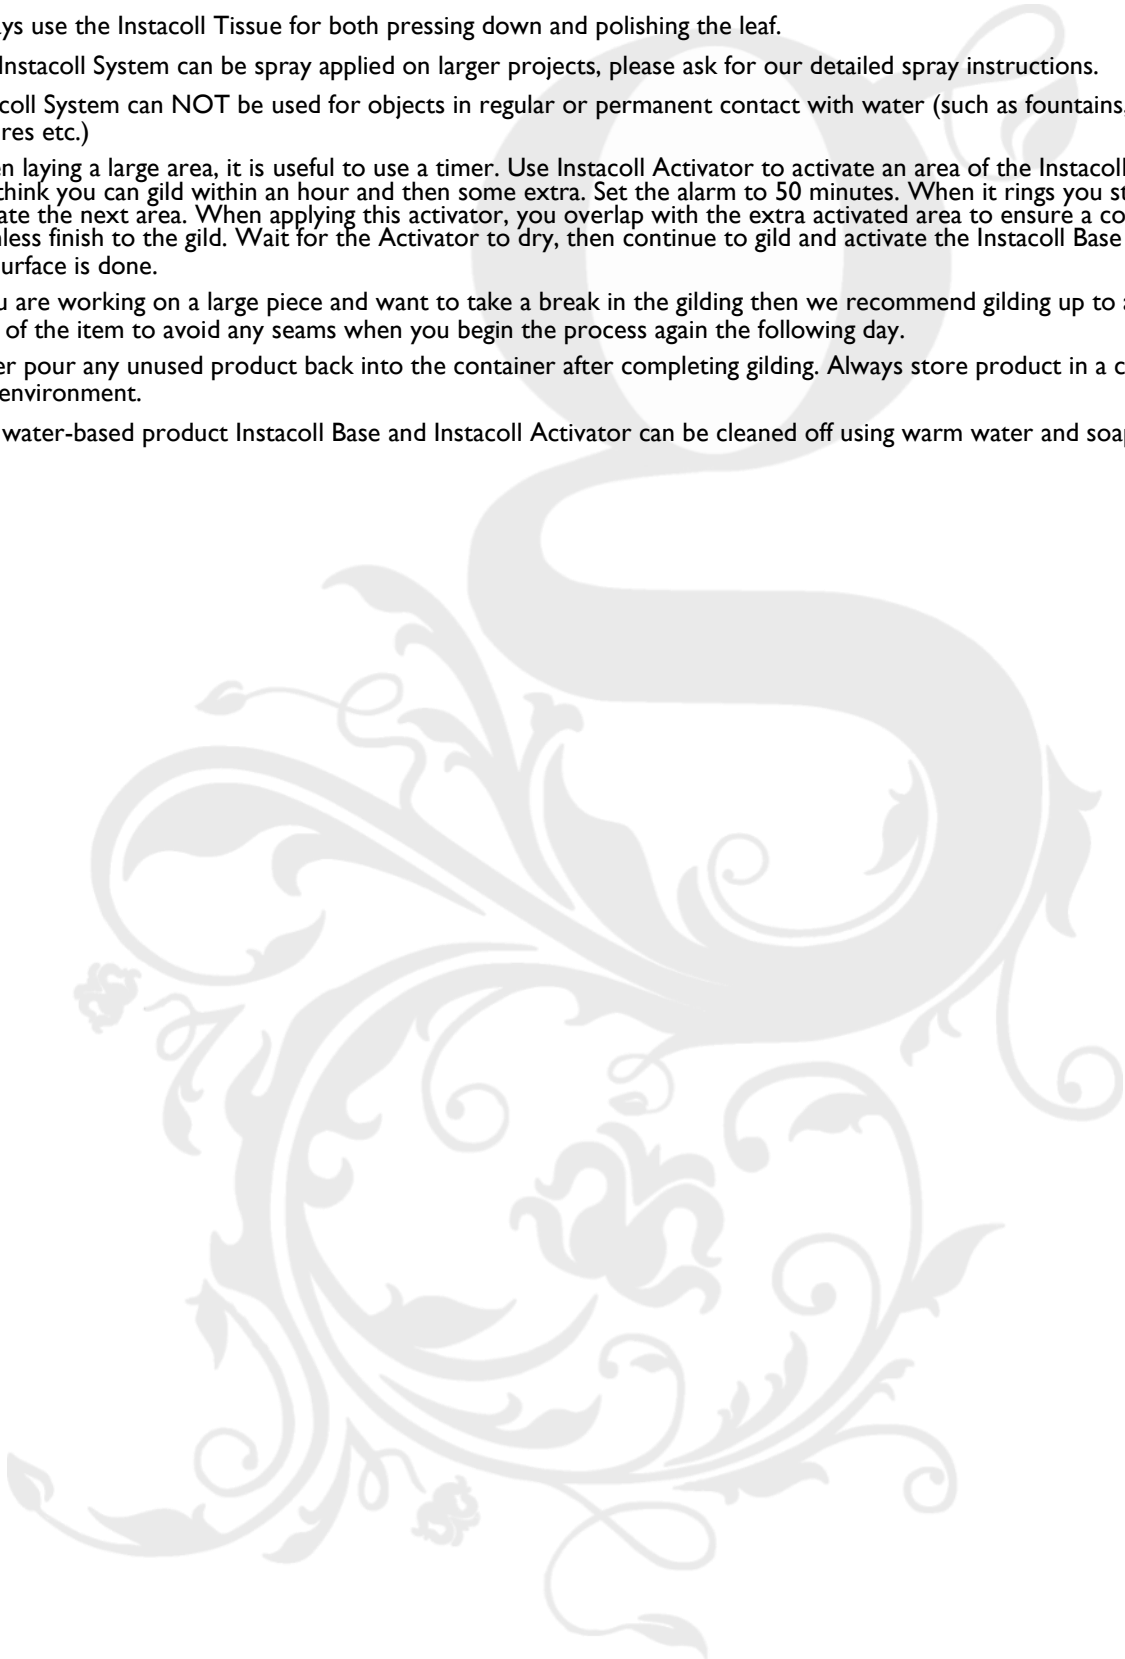 ys use the Instacoll Tissue for both pressing down and polishing the leaf.
Instacoll System can be spray applied on larger projects, please ask for our detailed spray instructions.
coll System can NOT be used for objects in regular or permanent contact with water (such as fountains,
res etc.)
n laying a large area, it is useful to use a timer. Use Instacoll Activator to activate an area of the Instacoll
think you can gild within an hour and then some extra. Set the alarm to 50 minutes. When it rings you st
ate the next area. When applying this activator, you overlap with the extra activated area to ensure a co
nless finish to the gild. Wait for the Activator to dry, then continue to gild and activate the Instacoll Base
urface is done.
u are working on a large piece and want to take a break in the gilding then we recommend gilding up to a
of the item to avoid any seams when you begin the process again the following day.
er pour any unused product back into the container after completing gilding. Always store product in a c
environment.
water-based product Instacoll Base and Instacoll Activator can be cleaned off using warm water and soap